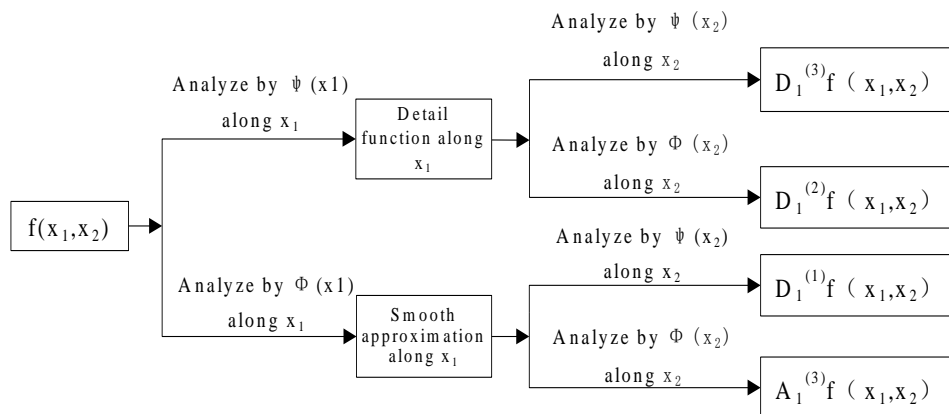 Analyze by ψ (x₂)
along x₂
D₁⁽³⁾f ( x₁,x₂)
Analyze by ψ (x1)
along x₁
Detail
function along
x₁
Analyze by Φ (x₂)
along x₂
D₁⁽²⁾f ( x₁,x₂)
f(x₁,x₂)
Analyze by ψ (x₂)
along x₂
D₁⁽¹⁾f ( x₁,x₂)
Analyze by Φ (x1)
along x₁
Smooth
approximation
along x₁
Analyze by Φ (x₂)
along x₂
A₁⁽³⁾f ( x₁,x₂)